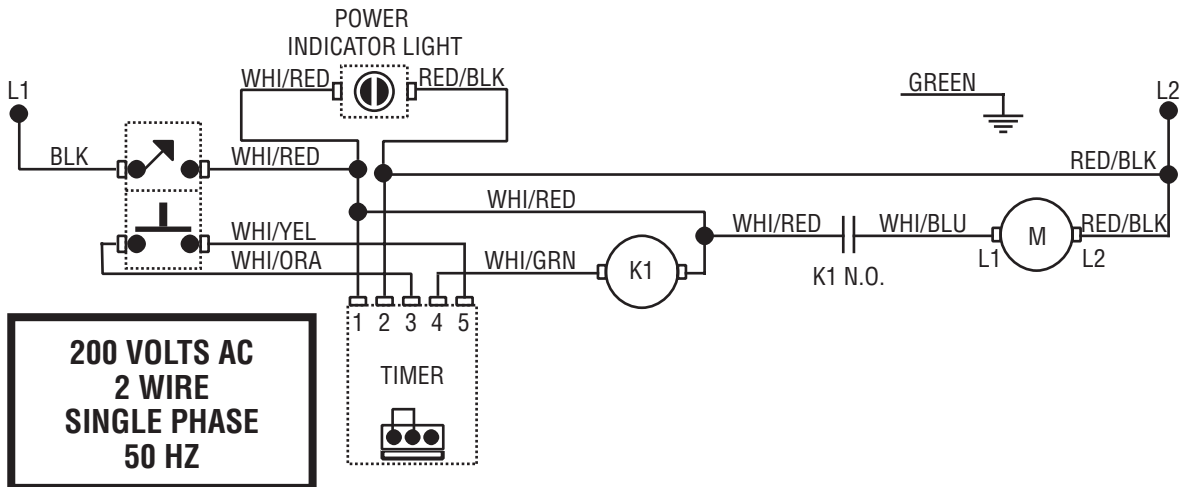 POWER
INDICATOR LIGHT
WHI/RED
RED/BLK
GREEN
L1
L2
BLK
WHI/RED
RED/BLK
WHI/RED
WHI/YEL
WHI/RED
WHI/BLU
M
RED/BLK
WHI/ORA
WHI/GRN
K1
L1
L2
K1 N.O.
1 2 3 4 5
TIMER
200 VOLTS AC
2 WIRE
SINGLE PHASE
50 HZ